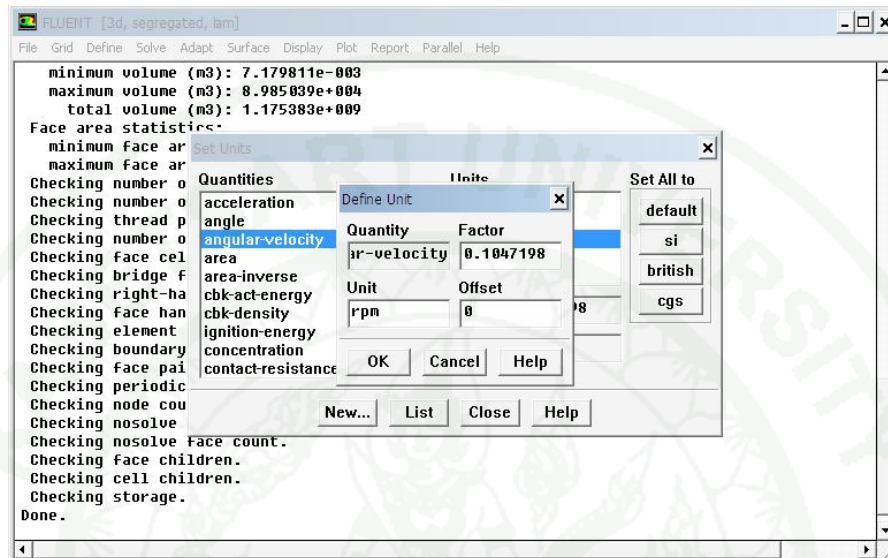 FLUENT [3d, segregated, lam]
File Grid Define Solve Adapt Surface Display Plot Report Parallel Help
minimum volume (m3): 7.179811e-003
maximum volume (m3): 8.985039e+004
total volume (m3): 1.175383e+009
Face area statistics:
minimum face ar
maximum face ar
Checking number o
Checking number o
Checking thread p
Checking number o
Checking face cel
Checking bridge f
Checking right-ha
Checking face han
Checking element
Checking boundary
Checking face pai
Checking periodic
Checking node cou
Checking nosolve
Checking nosolve face count.
Checking face children.
Checking cell children.
Checking storage.
Done.
Set Units
Quantities
Units
Set All to
acceleration
angle
angular-velocity
area
area-inverse
cbk-act-energy
cbk-density
ignition-energy
concentration
contact-resistance
default
si
british
cgs
New... List Close Help
Define Unit
Quantity Factor
ar-velocity 0.1047198
Unit Offset
rpm 0
OK Cancel Help